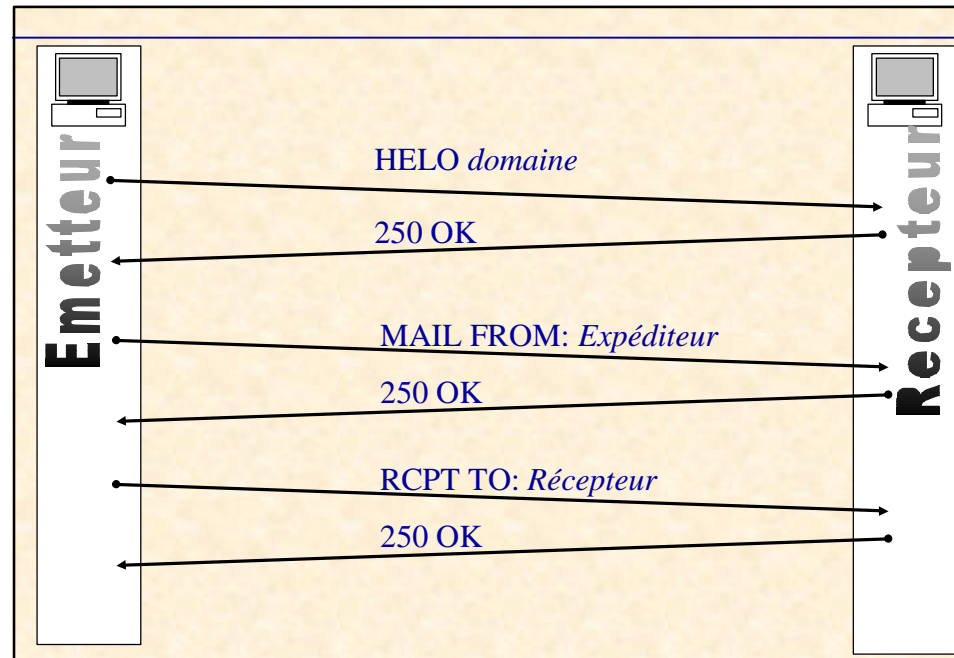 Emetteur
Recepteur
HELO domaine
250 OK
MAIL FROM: Expéditeur
250 OK
RCPT TO: Récepteur
250 OK